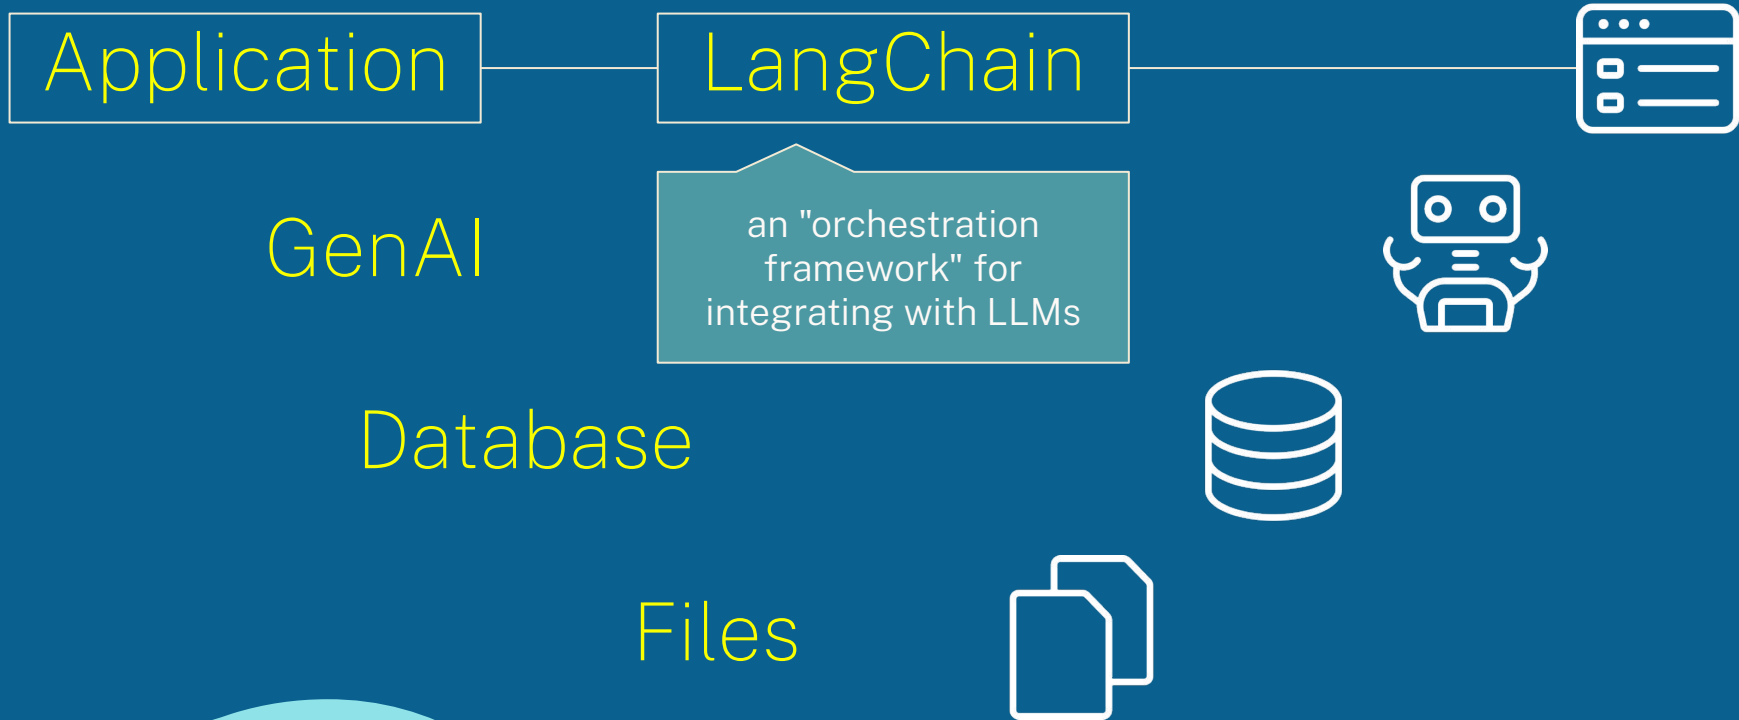 Application
LangChain
GenAI
an "orchestration
framework" for
integrating with LLMs
Database
Files